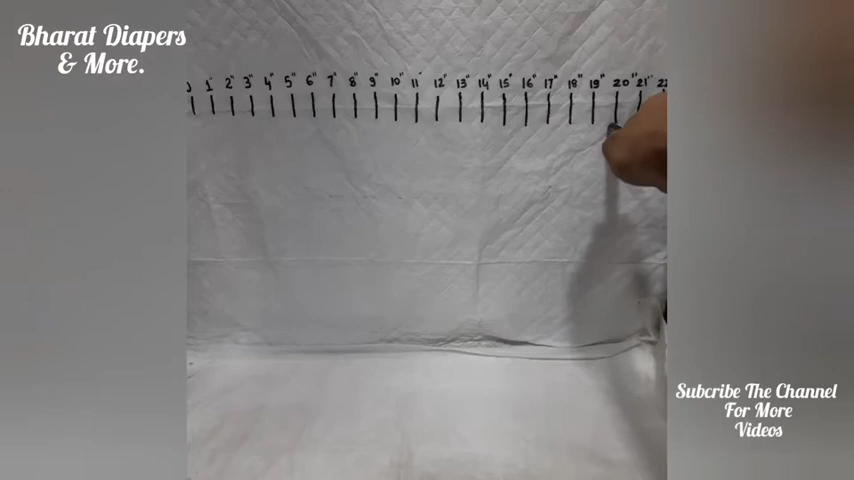 Bharat Diapers
& More.
1" 2" 3" 4" 5" 6" 7" 8" 9" 10" 11" 12" 13" 14" 15" 16" 17" 18" 19" 20" 21" 22
Subcribe The Channel
For More
Videos